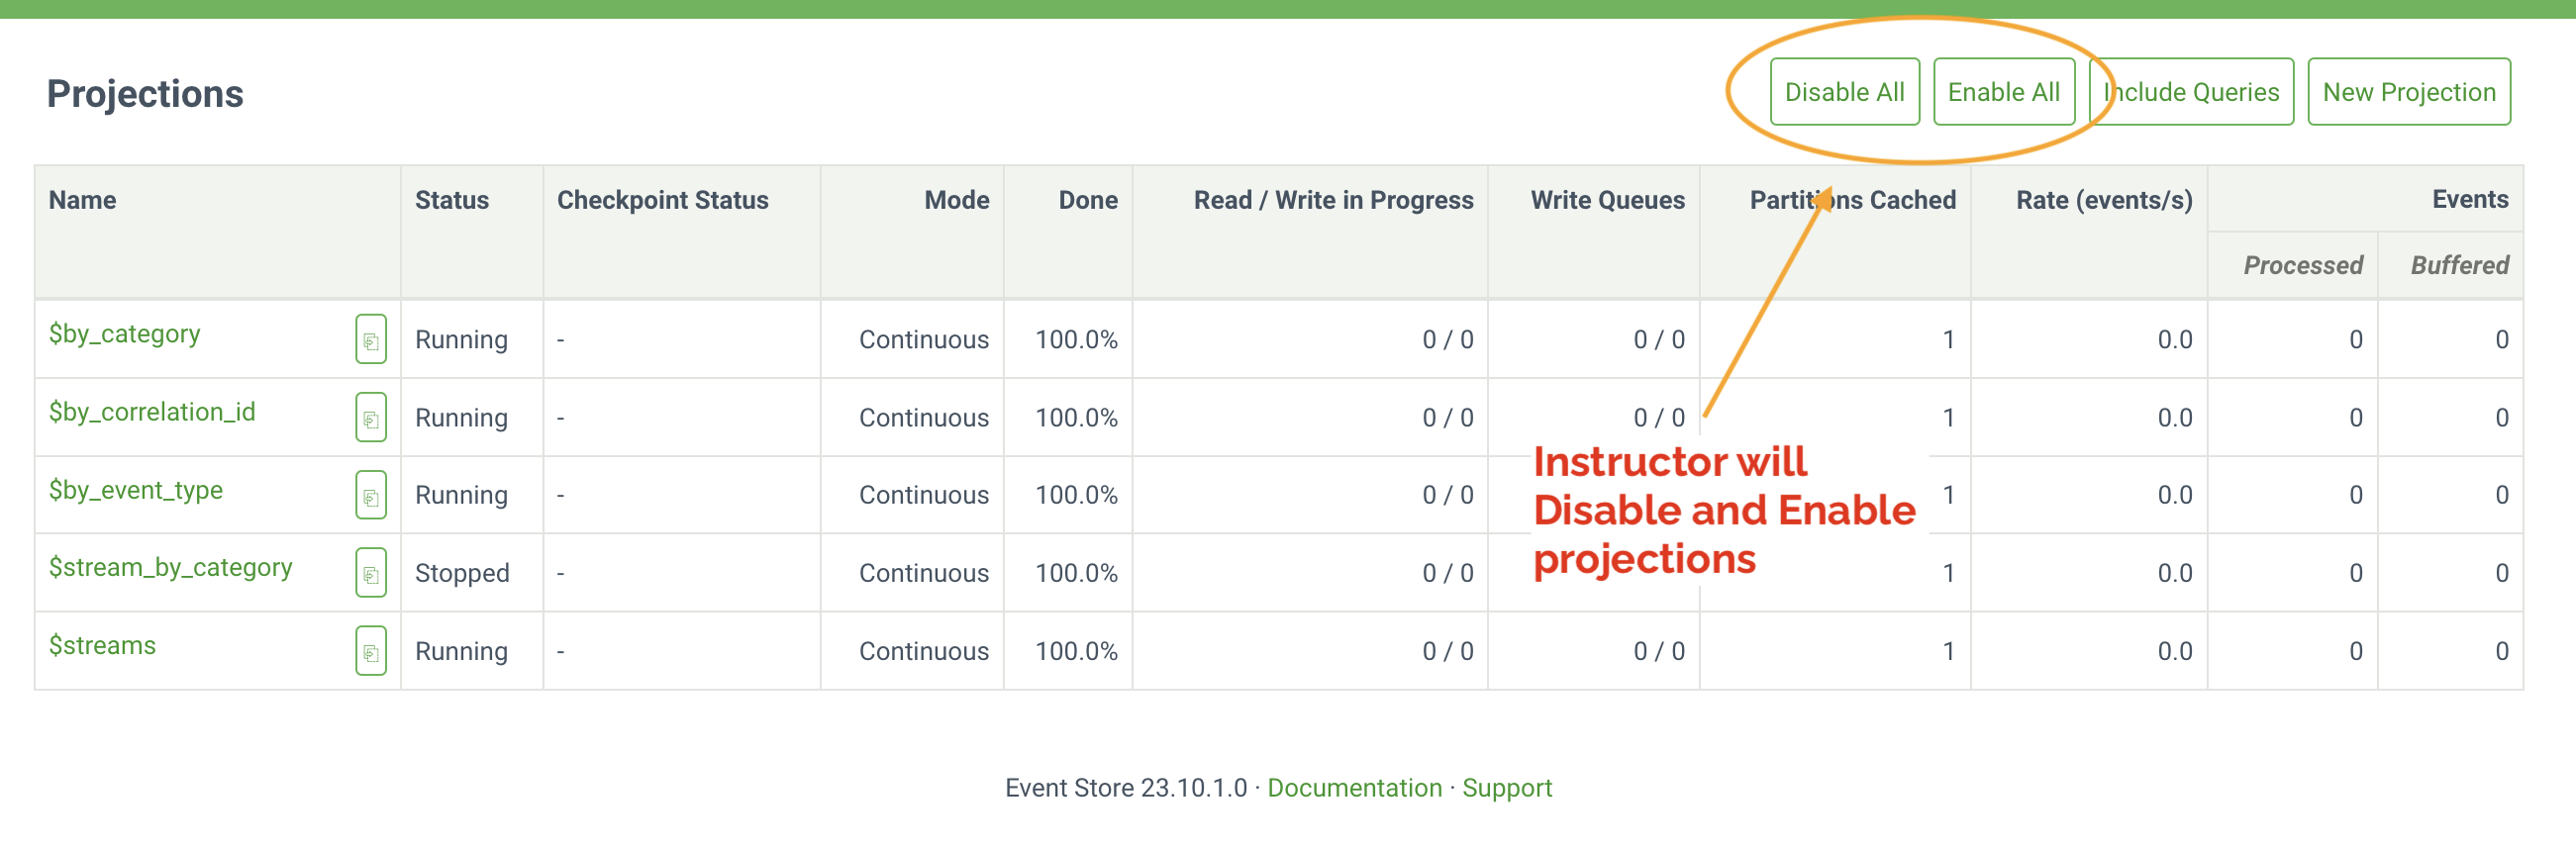 Projections
Disable All Enable All Include Queries New Projection
Name Status Checkpoint Status Mode Done Read / Write in Progress Write Queues Partitions Cached Rate (events/s) Events
Processed Buffered
$by_category Running - Continuous 100.0% 0 / 0 0 / 0 1 0.0 0 0
$by_correlation_id Running - Continuous 100.0% 0 / 0 0 / 0 1 0.0 0 0
$by_event_type Running - Continuous 100.0% 0 / 0 1 0.0 0 0
$stream_by_category Stopped - Continuous 100.0% 0 / 0 1 0.0 0 0
$streams Running - Continuous 100.0% 0 / 0 0 / 0 1 0.0 0 0
Instructor will
Disable and Enable
projections
Event Store 23.10.1.0 · Documentation · Support